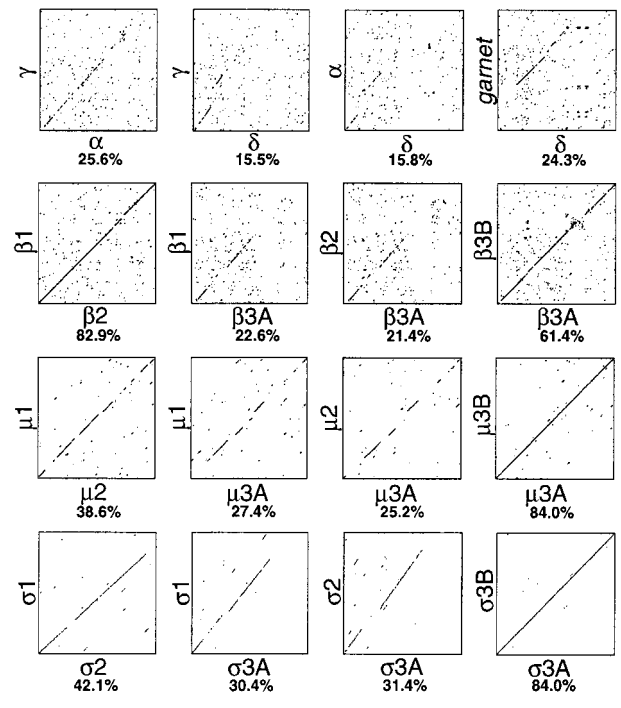 γ γ α garnet
α δ δ δ
25.6% 15.5% 15.8% 24.3%
β1 β1 β2 β3B
β2 β3A β3A β3A
82.9% 22.6% 21.4% 61.4%
μ1 μ1 μ2 μ3B
μ2 μ3A μ3A μ3A
38.6% 27.4% 25.2% 84.0%
σ1 σ1 σ2 σ3B
σ2 σ3A σ3A σ3A
42.1% 30.4% 31.4% 84.0%